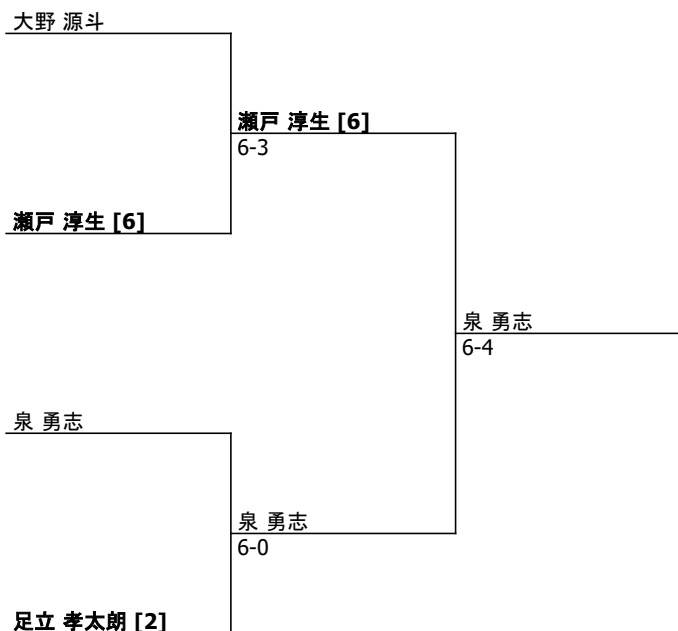 大野 源斗
瀬戸 淳生 [6]
6-3
瀬戸 淳生 [6]
泉 勇志
6-4
泉 勇志
泉 勇志
6-0
足立 孝太朗 [2]